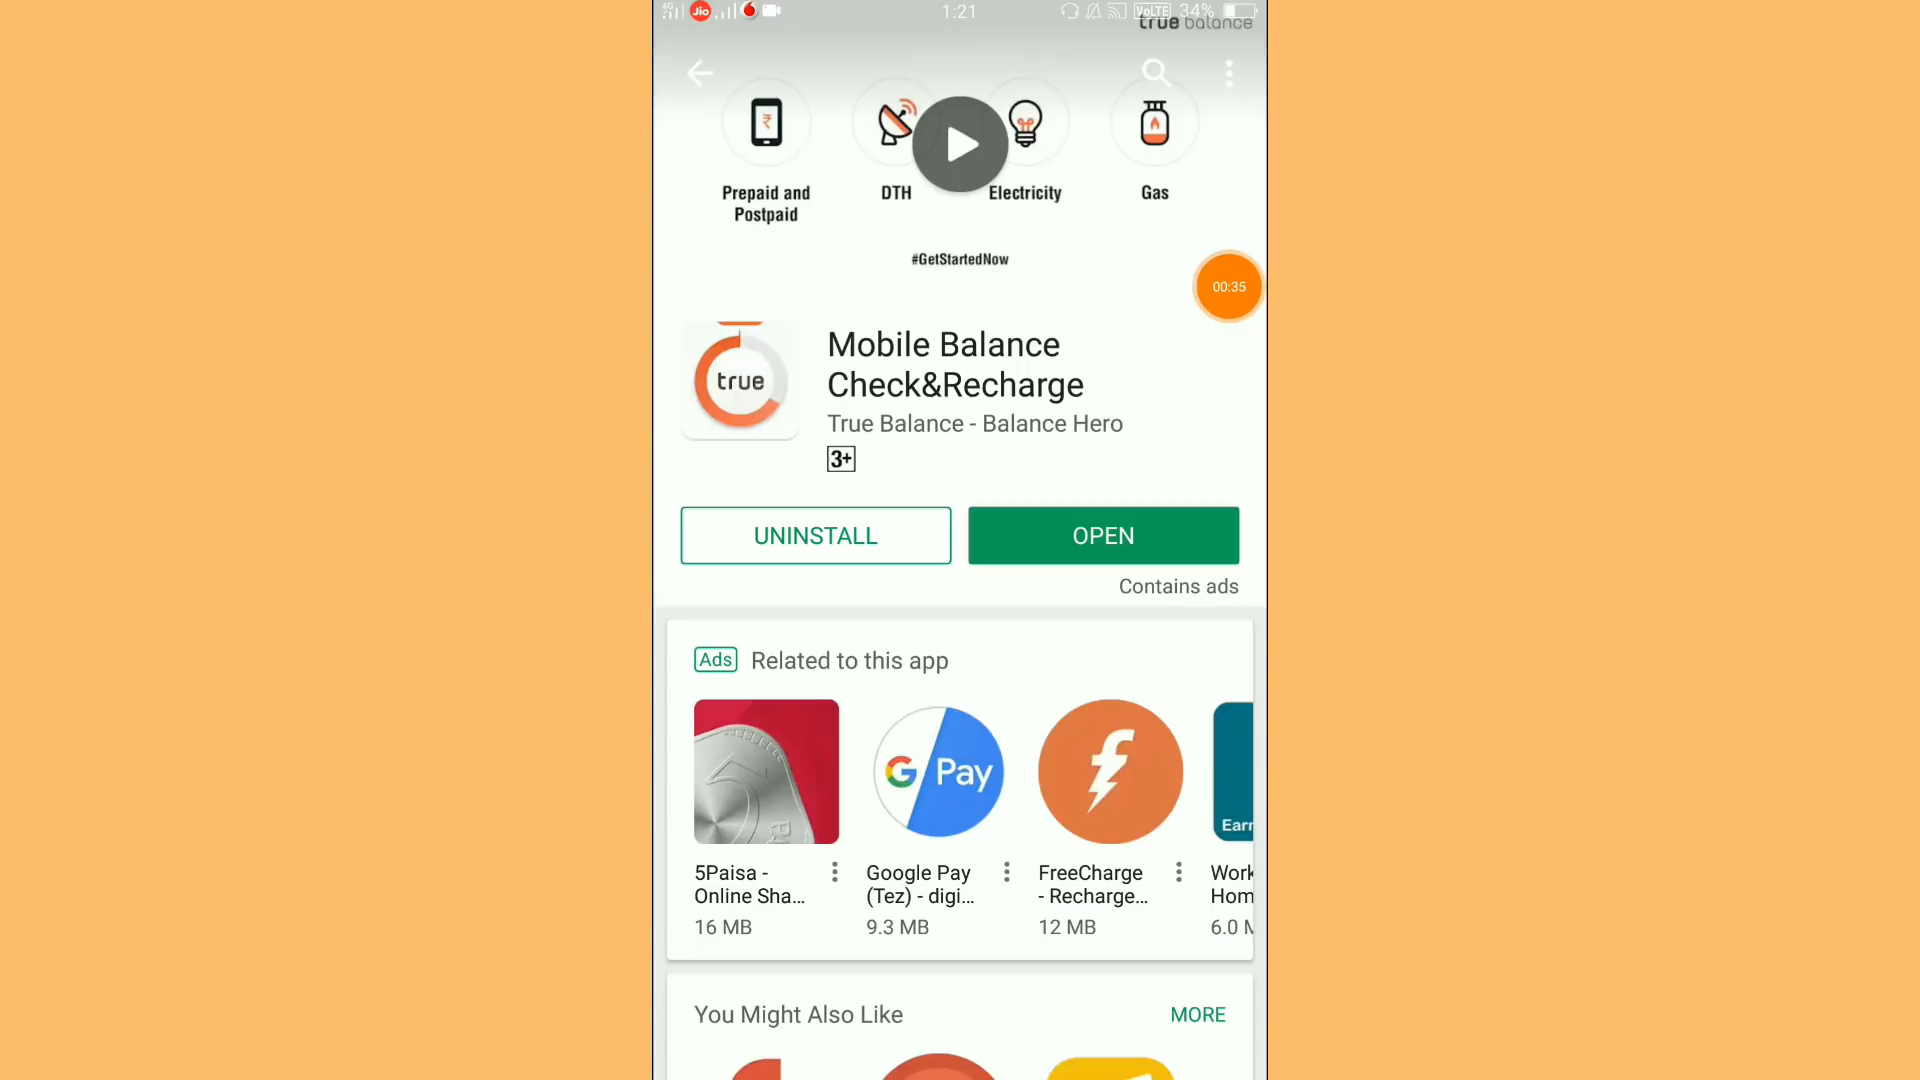 4G Jio 1:21 VoLTE 34%
true balance
Prepaid and
Postpaid
DTH
Electricity
Gas
#GetStartedNow
00:35
true
Mobile Balance
Check&Recharge
True Balance - Balance Hero
3+
UNINSTALL
OPEN
Contains ads
Ads Related to this app
G Pay
Earn
5Paisa -
Online Sha...
16 MB
Google Pay
(Tez) - digi...
9.3 MB
FreeCharge
- Recharge...
12 MB
Work
Hom
6.0 M
You Might Also Like
MORE